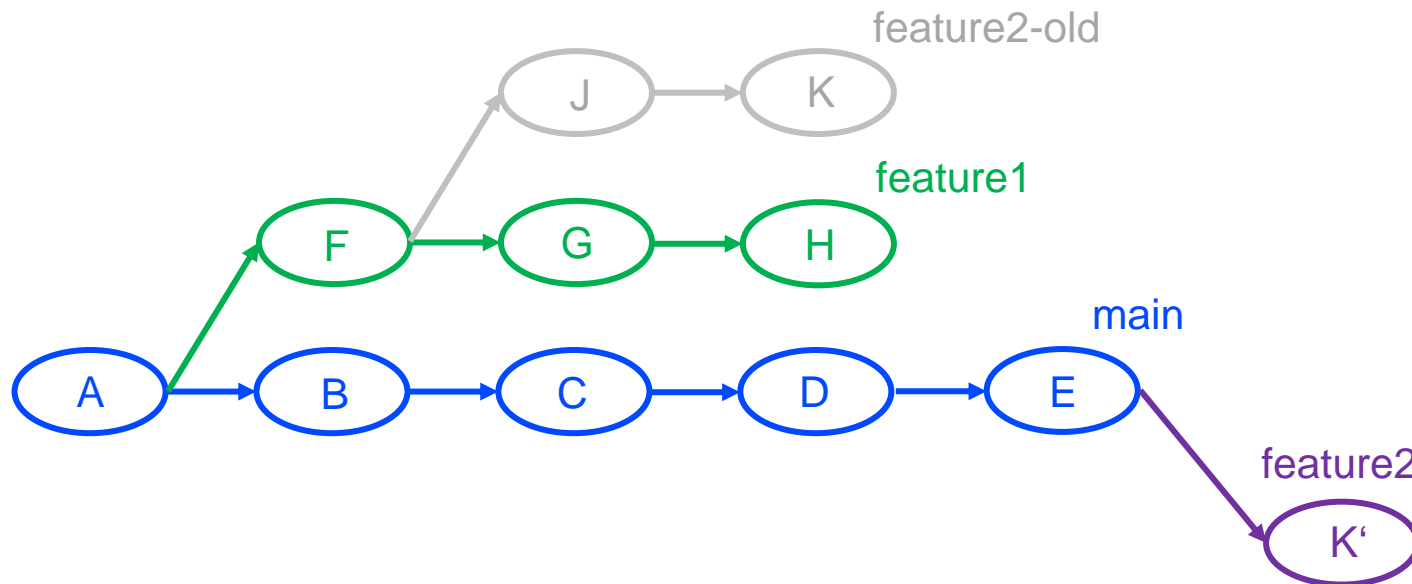 feature2-old
J K
feature1
F G H
main
A B C D E
feature2
K‘